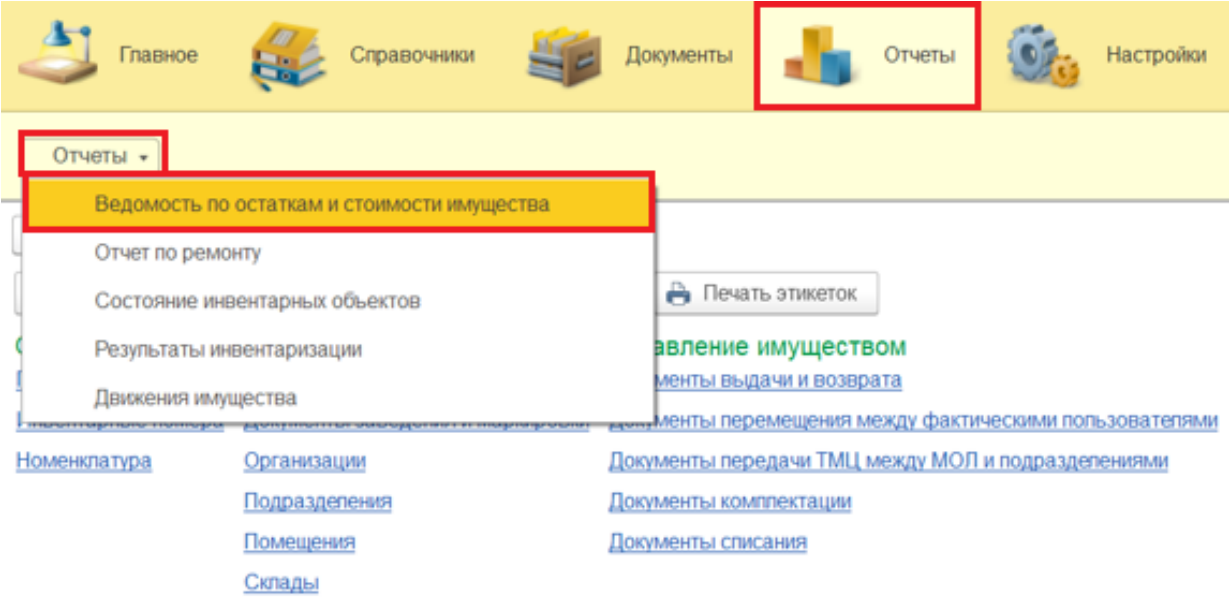 Главное Справочники Документы Отчеты Настройки
Отчеты
Ведомость по остаткам и стоимости имущества
Отчет по ремонту
Состояние инвентарных объектов
Печать этикеток
Результаты инвентаризации
авление имуществом
менты выдачи и возврата
Движения имущества
менты перемещения между фактическими пользователями
Номенклатура Организации Документы передачи ТМЦ между МОЛ и подразделениями
Подразделения Документы комплектации
Помещения Документы списания
Склады